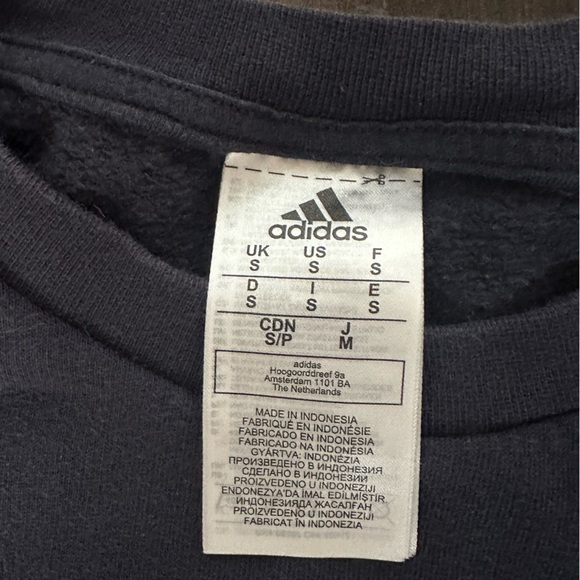 adidas
UK US F
S S S
D I E
S S S
CDN J
S/P M
adidas
Hoogoorddreef 9a
Amsterdam 1101 BA
The Netherlands
MADE IN INDONESIA
FABRIQUÉ EN INDONÉSIE
FABRICADO EN INDONESIA
FABRICADO NA INDONÉSIA
GYÁRTVA: INDONÉZIA
ПРОИЗВЕДЕНО В ИНДОНЕЗИЯ
СДЕЛАНО В ИНДОНЕЗИИ
PROIZVEDENO U INDONEZIJI
ENDONEZYA'DA İMAL EDİLMİŞTİR
ИНДОНЕЗИЯДА ЖАСАЛҒАН
PROIZVEDENO U INDONEZIJI
FABRICAT ÎN INDONEZIA